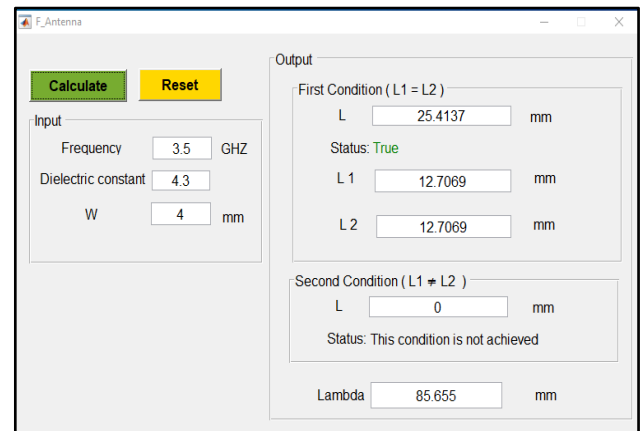 F_Antenna
Calculate Reset
Input
Frequency 3.5 GHZ
Dielectric constant 4.3
W 4 mm
Output
First Condition ( L1 = L2 )
L 25.4137 mm
Status: True
L 1 12.7069 mm
L 2 12.7069 mm
Second Condition ( L1 ≠ L2 )
L 0 mm
Status: This condition is not achieved
Lambda 85.655 mm